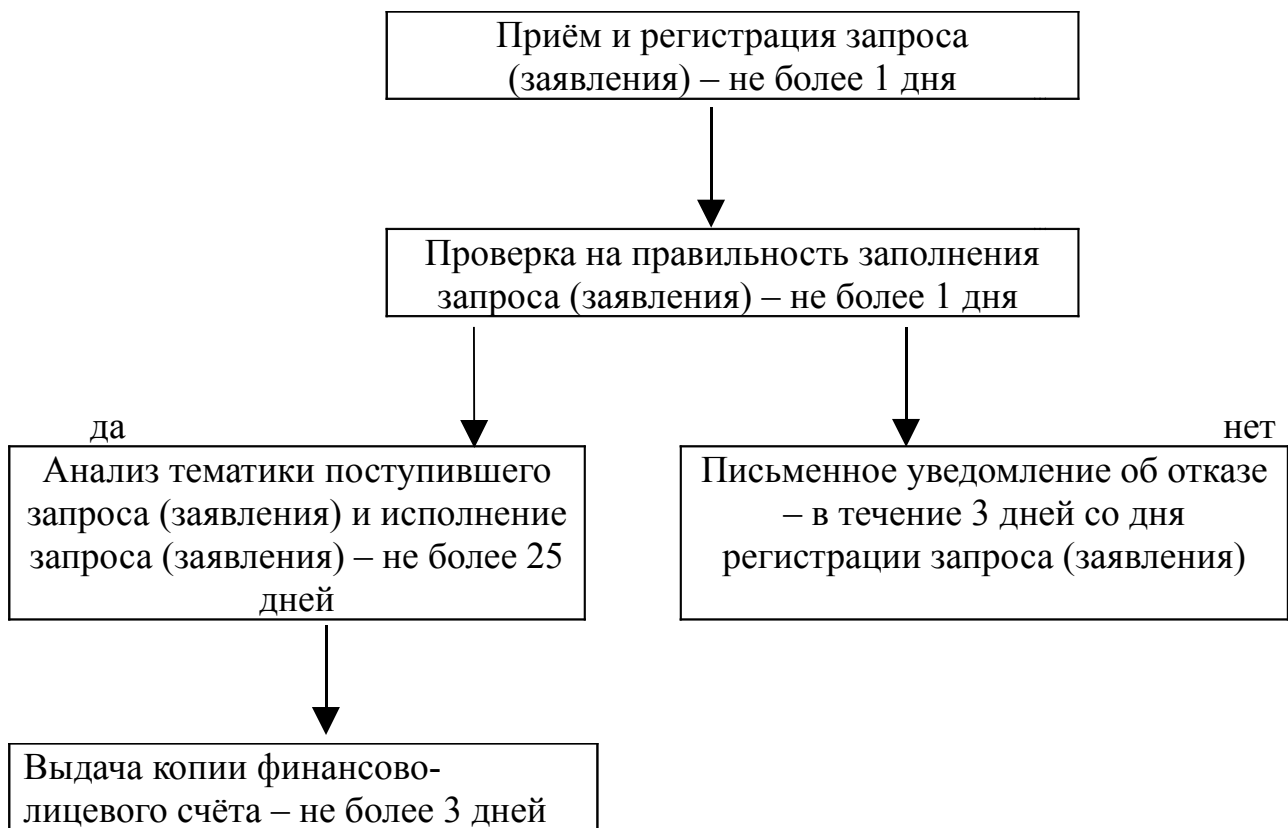 Приём и регистрация запроса
(заявления) – не более 1 дня
Проверка на правильность заполнения
запроса (заявления) – не более 1 дня
да
нет
Анализ тематики поступившего
запроса (заявления) и исполнение
запроса (заявления) – не более 25
дней
Письменное уведомление об отказе
– в течение 3 дней со дня
регистрации запроса (заявления)
Выдача копии финансово-
лицевого счёта – не более 3 дней